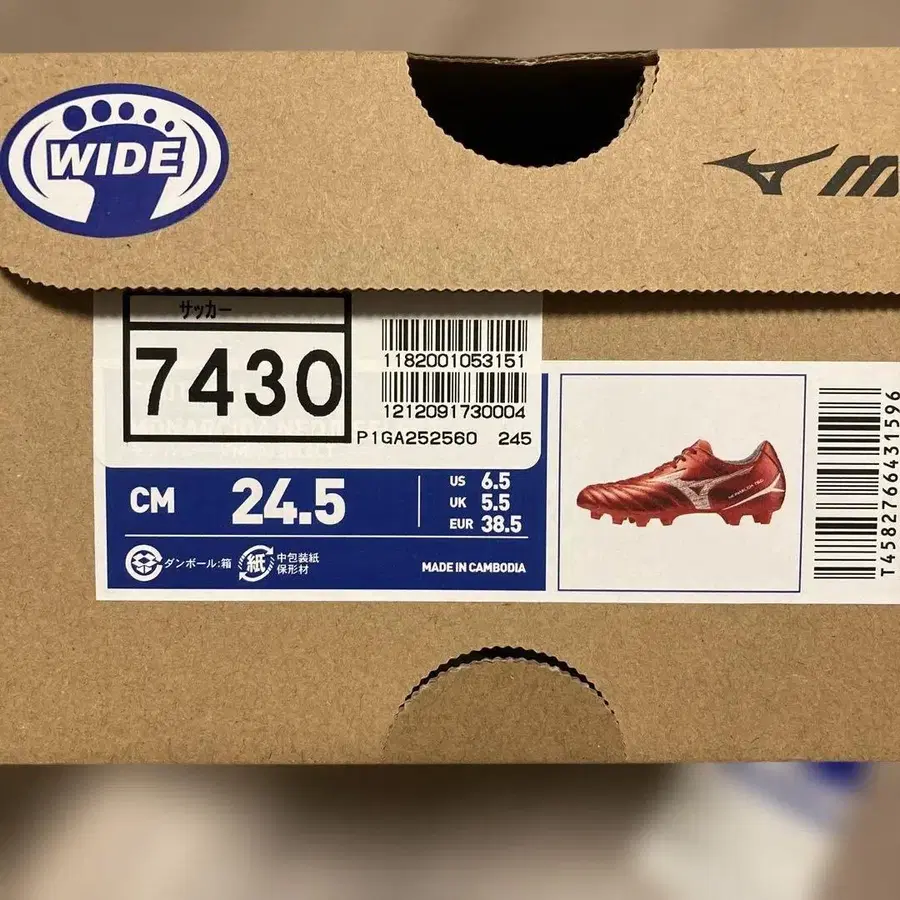 WIDE
サッカー
7430
1182001053151
1212091730004
P1GA252560 245
CM 24.5
US 6.5
UK 5.5
EUR 38.5
ダンボール:箱
紙
中包装紙
保形材
MADE IN CAMBODIA
T4582766431596